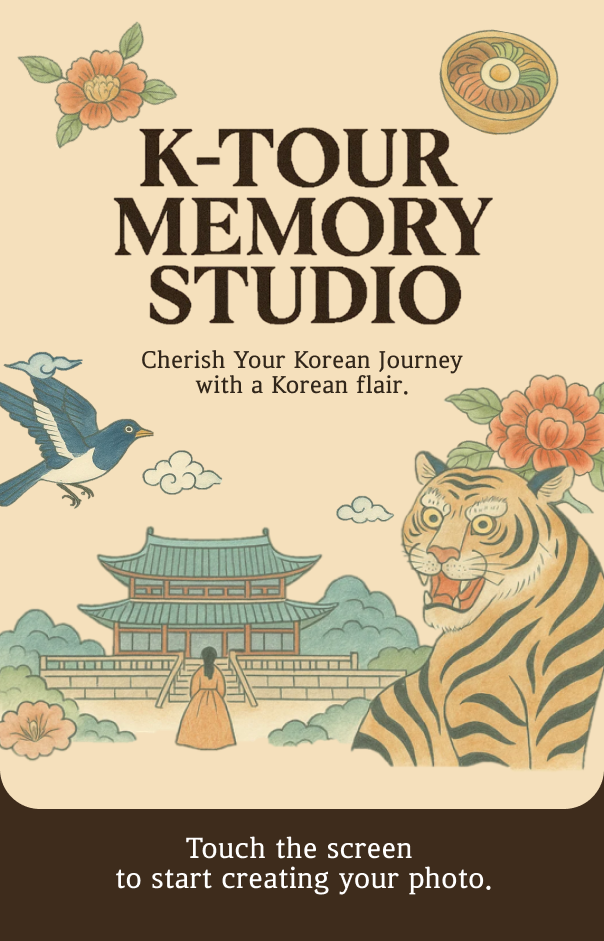 K-TOUR
MEMORY
STUDIO
Cherish Your Korean Journey
with a Korean flair.
Touch the screen
to start creating your photo.